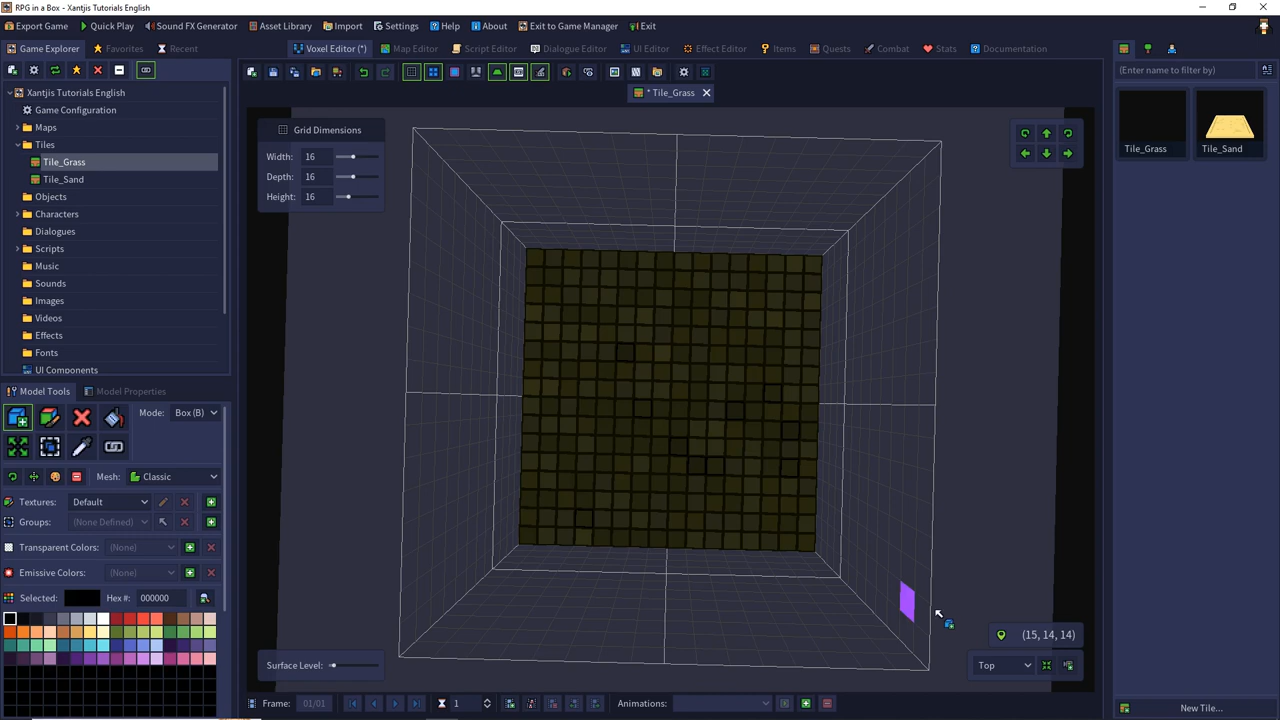 RPG in a Box - Xantjis Tutorials English
Export Game Quick Play Sound FX Generator Asset Library Import Settings Help About Exit to Game Manager Exit
Game Explorer Favorites Recent Voxel Editor (*) Map Editor Script Editor Dialogue Editor UI Editor Effect Editor Items Quests Combat Stats Documentation
(Enter name to filter by)
Xantjis Tutorials English
* Tile_Grass
Game Configuration
Maps
Tiles
Tile_Grass
Tile_Sand
Objects
Characters
Dialogues
Scripts
Music
Sounds
Images
Videos
Effects
Fonts
UI Components
Grid Dimensions
Width: 16
Depth: 16
Height: 16
Tile_Grass Tile_Sand
Model Tools Model Properties
Mode: Box (B)
Mesh: Classic
Textures: Default
Groups: (None Defined)
Transparent Colors: (None)
Emissive Colors: (None)
Selected: Hex #: 000000
(15, 14, 14)
Surface Level:
Top
Frame: 01/01 1 Animations:
New Tile...